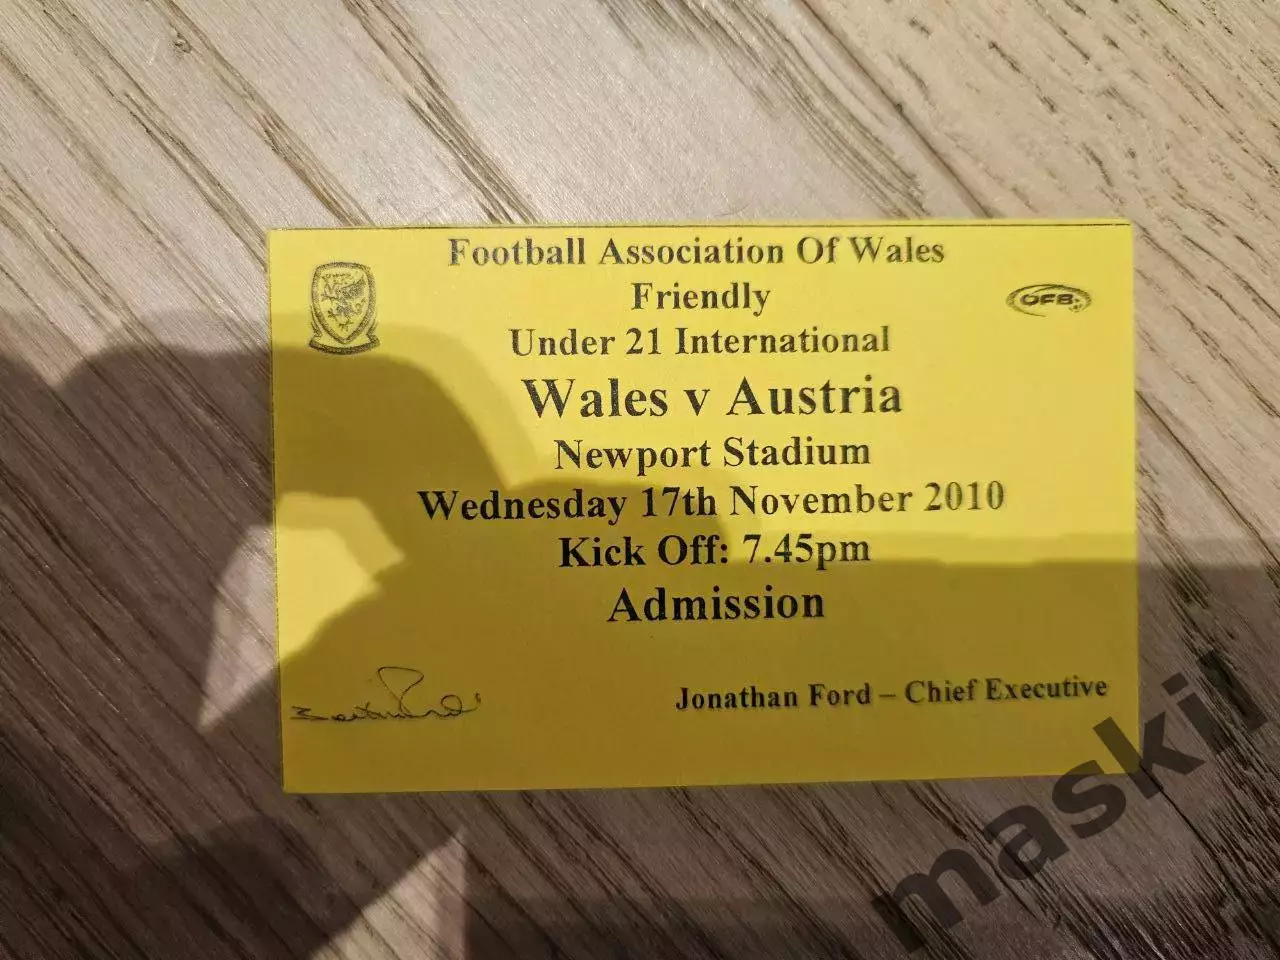 Football Association Of Wales
Friendly
ÖFB
Under 21 International
Wales v Austria
Newport Stadium
Wednesday 17th November 2010
Kick Off: 7.45pm
Admission
Jonathan Ford – Chief Executive
maskil